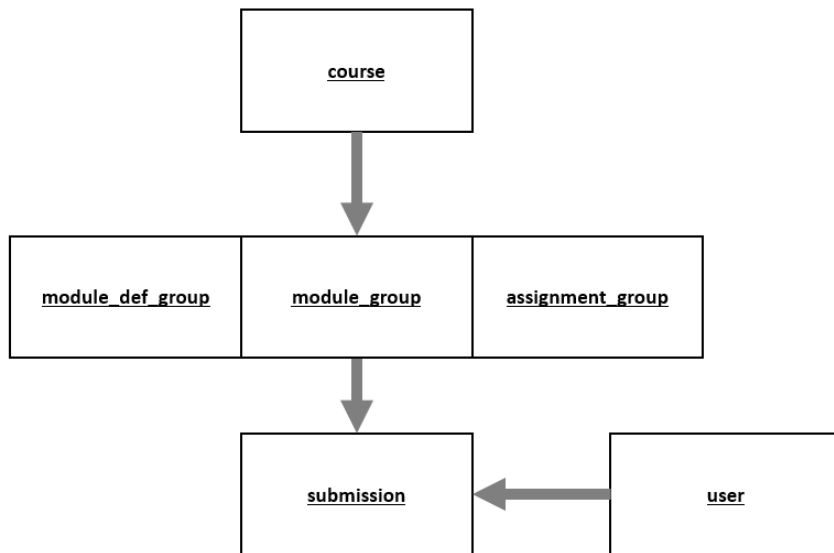 course
module_def_group
module_group
assignment_group
submission
user